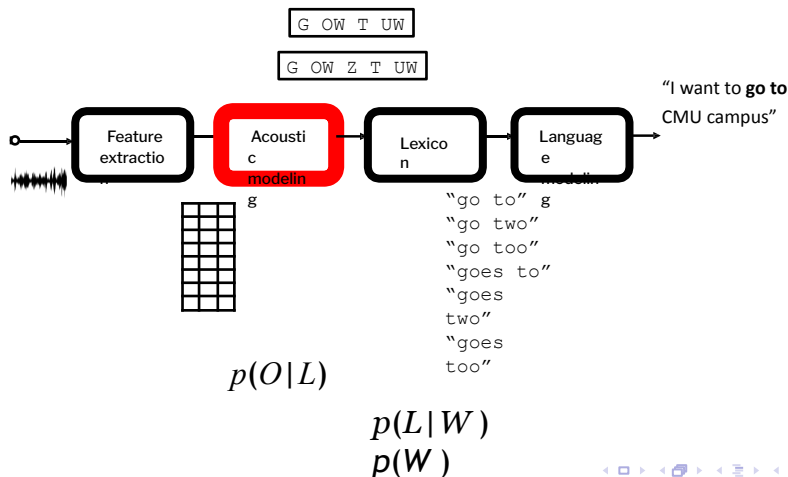 G OW T UW
G OW Z T UW
"I want to go to
CMU campus"
Feature
extractio
n
Acousti
c
modelin
g
Lexico
n
Languag
e
modelin
g
"go to"
"go two"
"go too"
"goes to"
"goes
two"
"goes
too"
p(O|L)
p(L|W)
p(W)